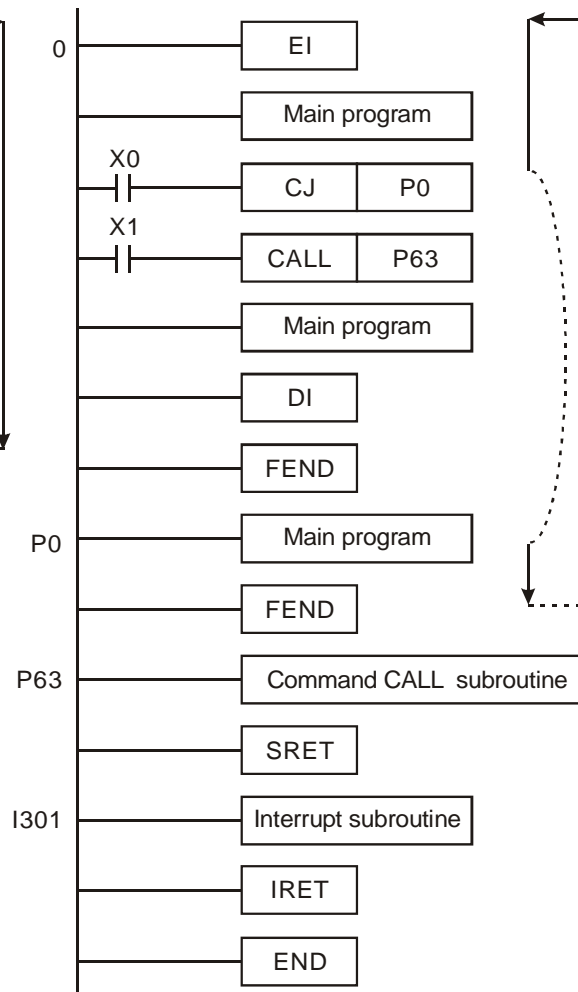 0 EI
Main program
X0 CJ P0
X1 CALL P63
Main program
DI
FEND
P0 Main program
FEND
P63 Command CALL subroutine
SRET
I301 Interrupt subroutine
IRET
END